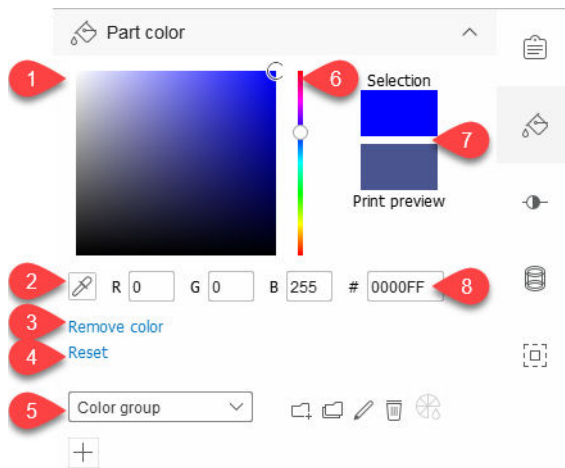 Part color
1
6
Selection
7
Print preview
2
R 0 G 0 B 255 # 0000FF
8
3
Remove color
4
Reset
5
Color group